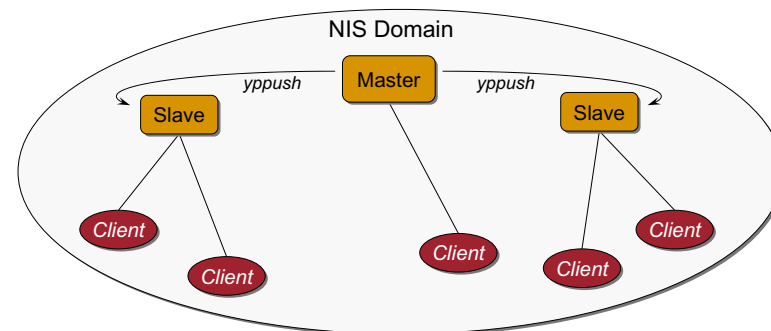 NIS Domain
yppush
Master
yppush
Slave
Slave
Client
Client
Client
Client
Client